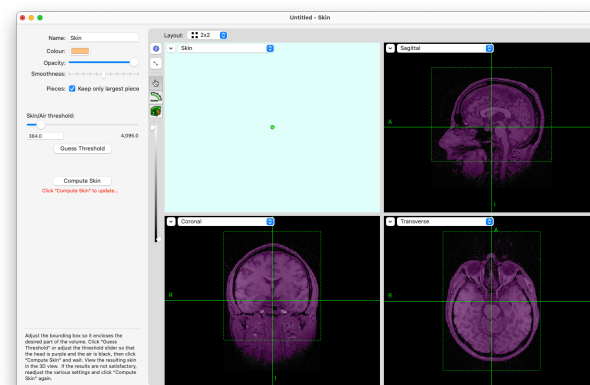 Untitled - Skin
Name: Skin
Colour:
Opacity:
Smoothness:
Pieces: Keep only largest piece
Skin/Air threshold:
384.0 4,095.0
Guess Threshold
Compute Skin
Click "Compute Skin" to update...
Adjust the bounding box so it encloses the
desired part of the volume. Click "Guess
Threshold" or adjust the threshold slider so that
the head is purple and the air is black, then click
"Compute Skin" and wait. View the resulting skin
in the 3D view. If the results are not satisfactory,
readjust the various settings and click "Compute
Skin" again.
Layout: 2x2
Skin
Sagittal
A
I
Coronal
R
I
Transverse
A
R